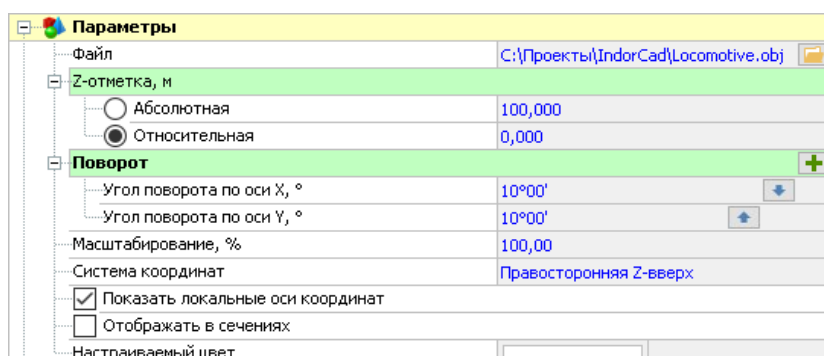 Параметры
Файл C:\Проекты\IndorCad\Locomotive.obj
Z-отметка, м
Абсолютная 100,000
Относительная 0,000
Поворот
Угол поворота по оси X, ° 10°00'
Угол поворота по оси Y, ° 10°00'
Масштабирование, % 100,00
Система координат Правосторонняя Z-вверх
Показать локальные оси координат
Отображать в сечениях
Настраиваемый цвет